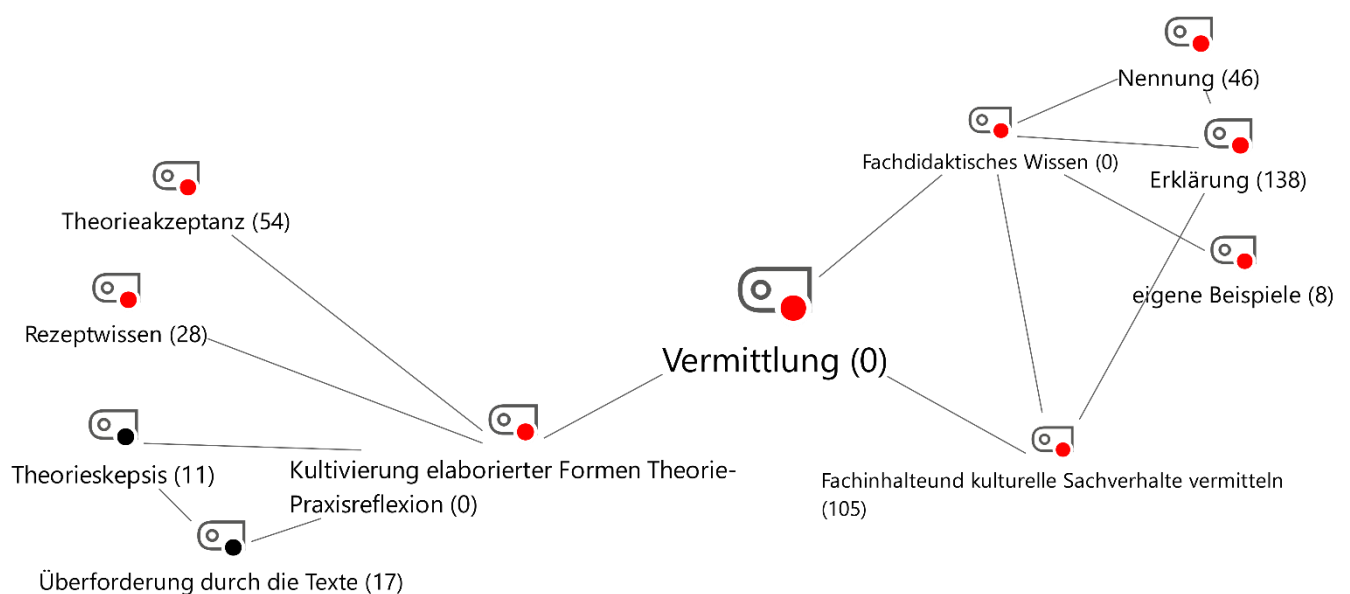 Nennung (46)
Fachdidaktisches Wissen (0)
Erklärung (138)
Theorieakzeptanz (54)
eigene Beispiele (8)
Rezeptwissen (28)
Vermittlung (0)
Theorieskepsis (11)
Kultivierung elaborierter Formen Theorie-
Praxisreflexion (0)
Fachinhalteund kulturelle Sachverhalte vermitteln
(105)
Überforderung durch die Texte (17)